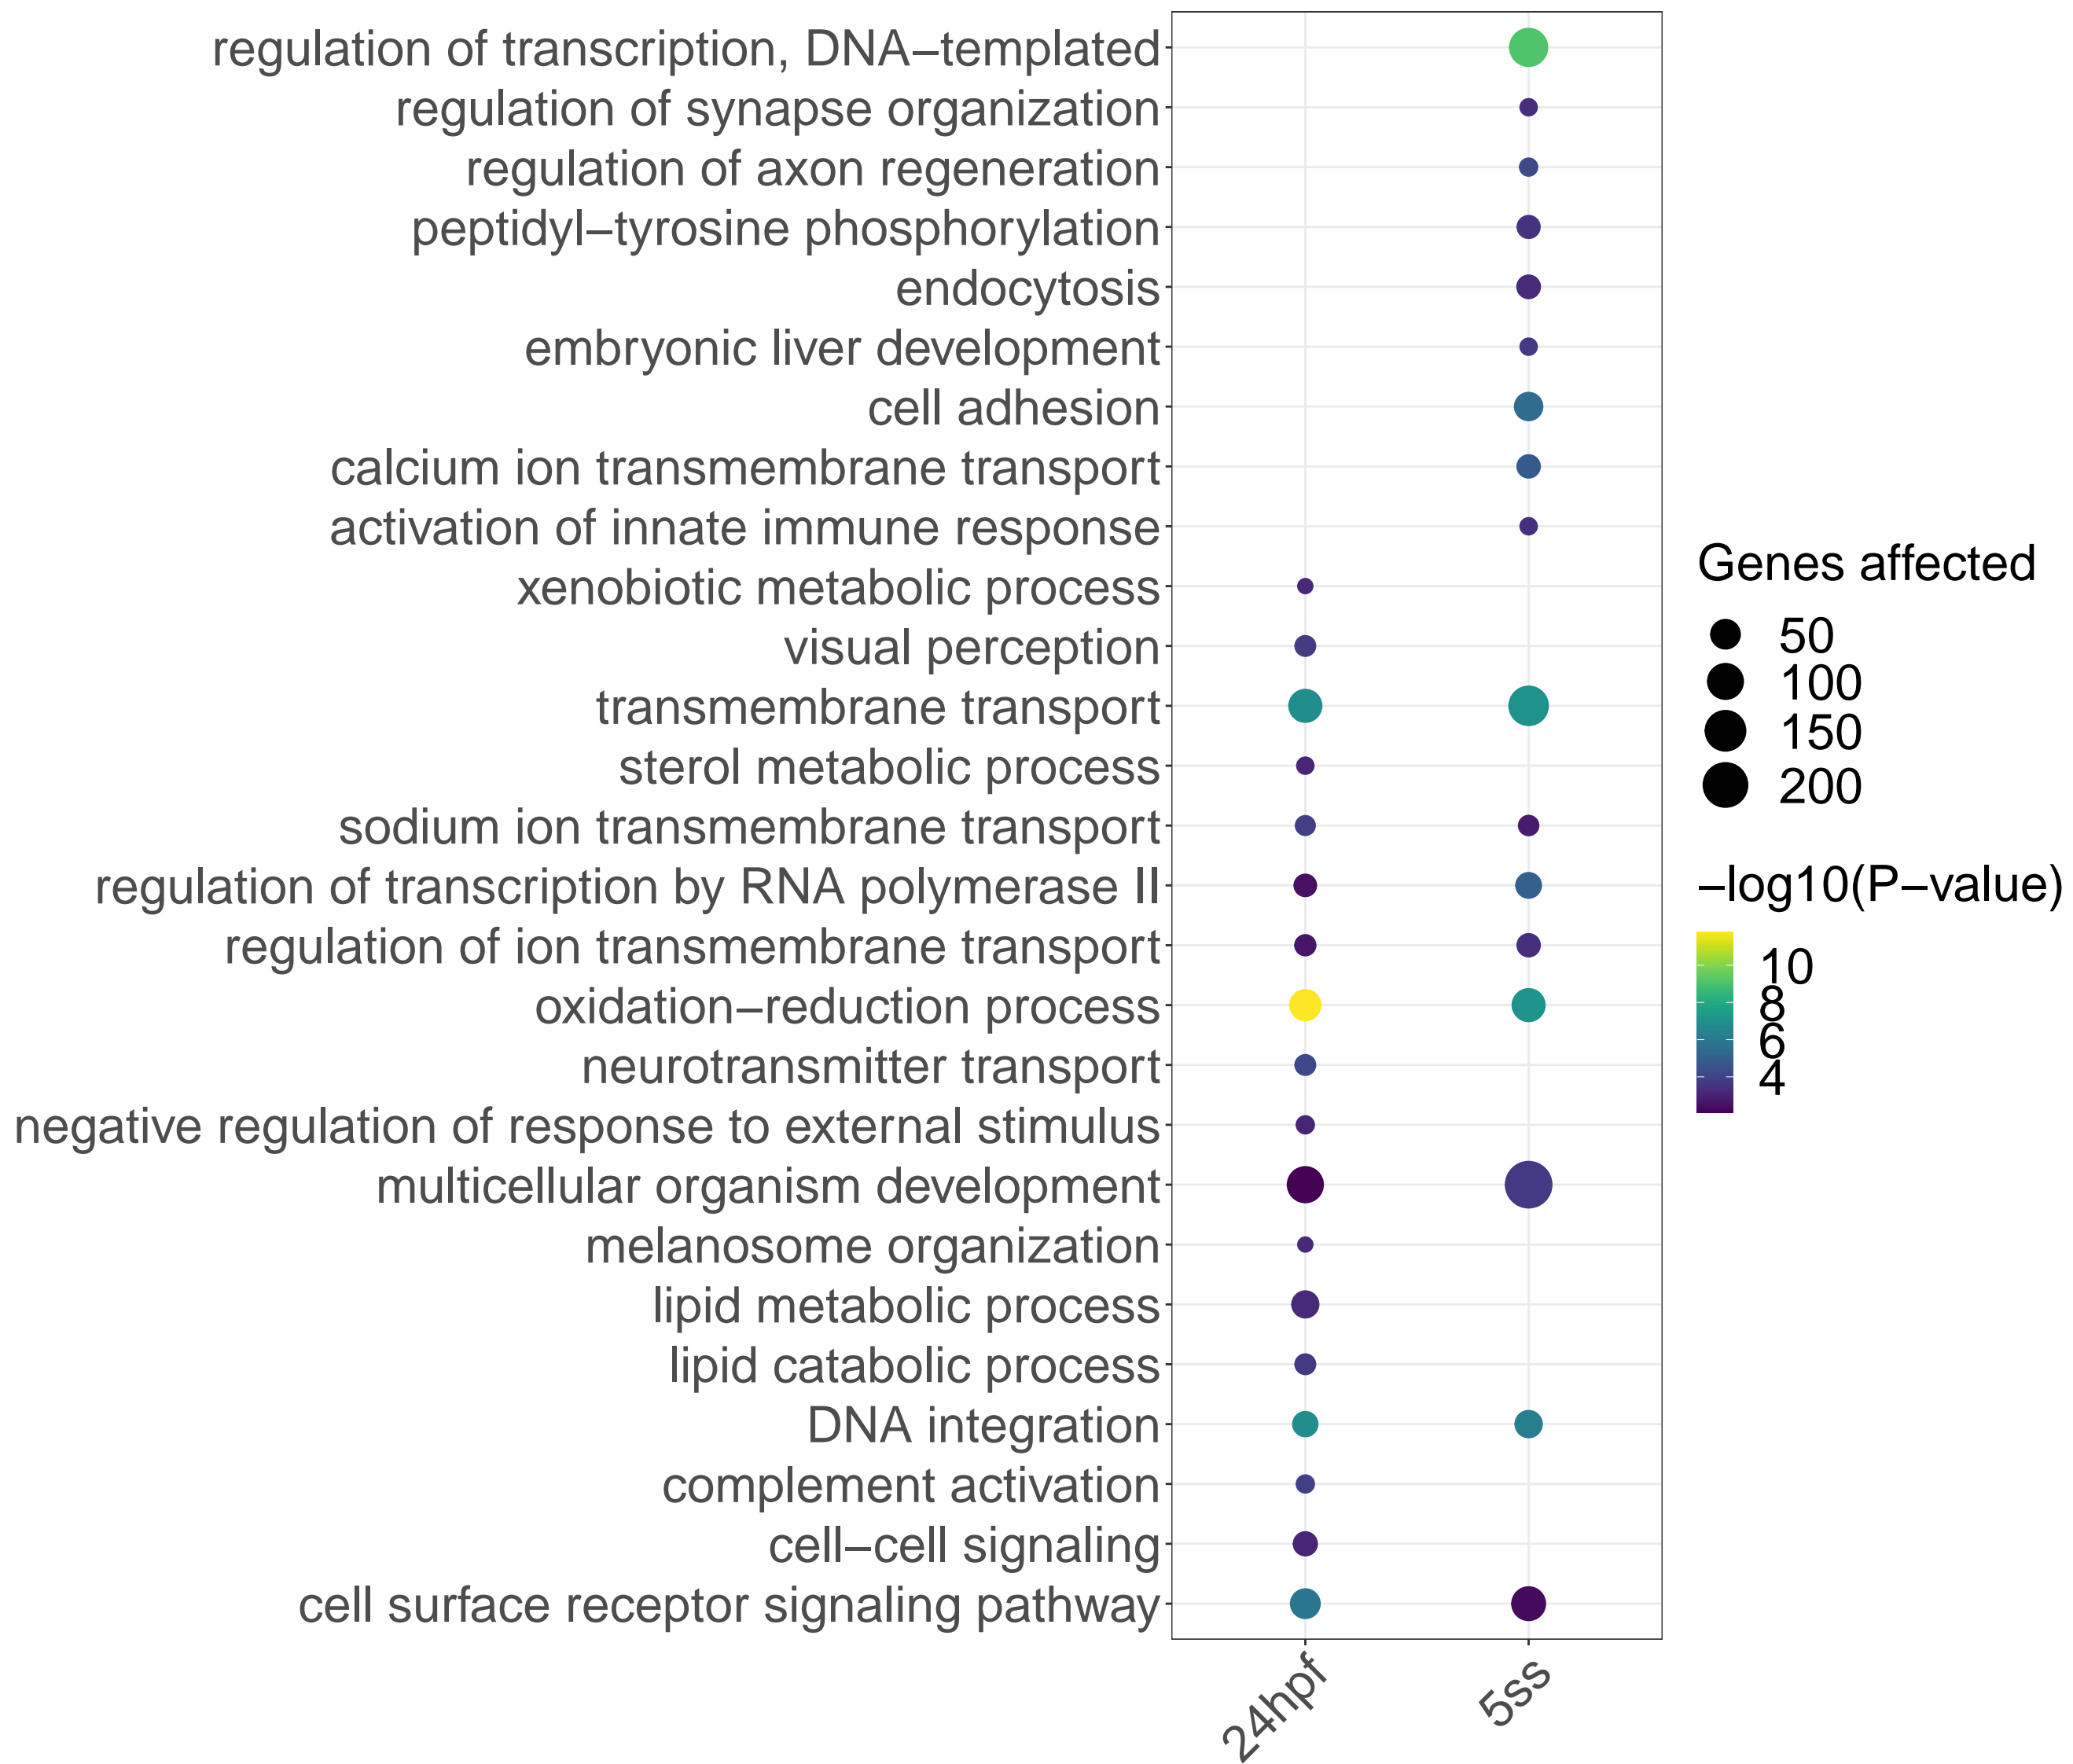 regulation of transcription, DNA−templated
regulation of synapse organization
regulation of axon regeneration
peptidyl−tyrosine phosphorylation
endocytosis
embryonic liver development
cell adhesion
calcium ion transmembrane transport
activation of innate immune response
xenobiotic metabolic process
visual perception
transmembrane transport
sterol metabolic process
sodium ion transmembrane transport
regulation of transcription by RNA polymerase II
regulation of ion transmembrane transport
oxidation−reduction process
neurotransmitter transport
negative regulation of response to external stimulus
multicellular organism development
melanosome organization
lipid metabolic process
lipid catabolic process
DNA integration
complement activation
cell−cell signaling
cell surface receptor signaling pathway
24hpf
5ss
Genes affected
50
100
150
200
−log10(P−value)
10
8
6
4